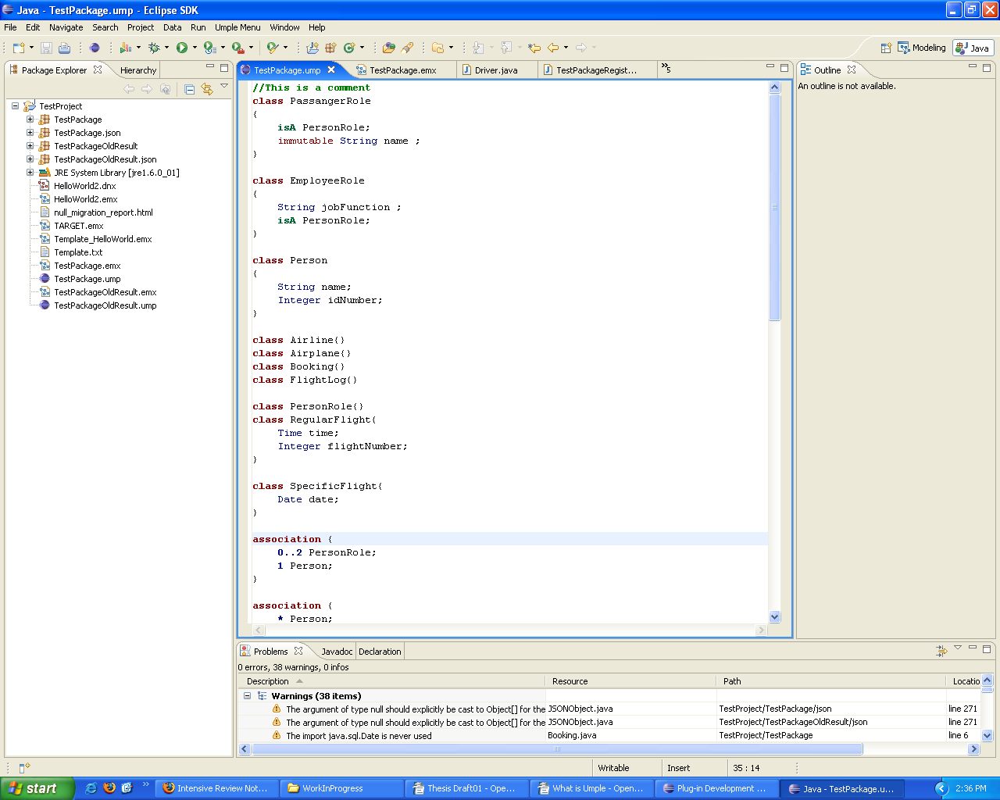 Java - TestPackage.ump - Eclipse SDK
File Edit Navigate Search Project Data Run Umple Menu Window Help
Modeling Java
Package Explorer Hierarchy
TestProject
TestPackage
TestPackage.json
TestPackageOldResult
TestPackageOldResult.json
JRE System Library [jre1.6.0_01]
HelloWorld2.dnx
HelloWorld2.emx
null_migration_report.html
TARGET.emx
Template_HelloWorld.emx
Template.txt
TestPackage.emx
TestPackage.ump
TestPackageOldResult.emx
TestPackageOldResult.ump
TestPackage.ump TestPackage.emx Driver.java TestPackageRegist... »5
//This is a comment
class PassangerRole
{
isA PersonRole;
immutable String name ;
}
class EmployeeRole
{
String jobFunction ;
isA PersonRole;
}
class Person
{
String name;
Integer idNumber;
}
class Airline{}
class Airplane{}
class Booking{}
class FlightLog{}
class PersonRole{}
class RegularFlight{
Time time;
Integer flightNumber;
}
class SpecificFlight{
Date date;
}
association {
0..2 PersonRole;
1 Person;
}
association {
* Person;
Outline
An outline is not available.
Problems Javadoc Declaration
0 errors, 38 warnings, 0 infos
Description Resource Path Locatio
Warnings (38 items)
The argument of type null should explicitly be cast to Object[] for the JSONObject.java TestProject/TestPackage/json line 271
The argument of type null should explicitly be cast to Object[] for the JSONObject.java TestProject/TestPackageOldResult/json line 271
The import java.sql.Date is never used Booking.java TestProject/TestPackage line 6
Writable Insert 35 : 14
start » Intensive Review Not... WorkInProgress Thesis Draft01 - Ope... What is Umple - Open... Plug-in Development ... Java - TestPackage.u... 2:36 PM